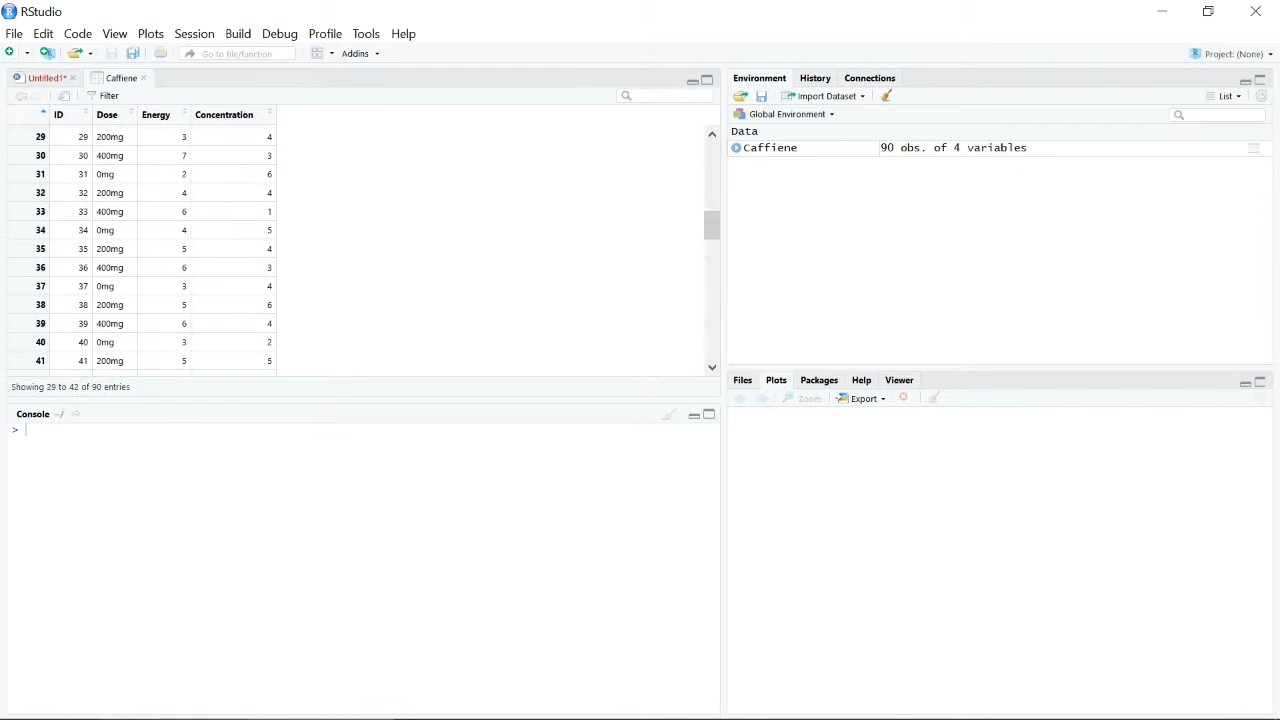 RStudio
File Edit Code View Plots Session Build Debug Profile Tools Help
Go to file/function Addins Project: (None)
Untitled1* Caffiene
Filter
ID Dose Energy Concentration
29 29 200mg 3 4
30 30 400mg 7 3
31 31 0mg 2 6
32 32 200mg 4 4
33 33 400mg 6 1
34 34 0mg 4 5
35 35 200mg 5 4
36 36 400mg 6 3
37 37 0mg 3 4
38 38 200mg 5 6
39 39 400mg 6 4
40 40 0mg 3 2
41 41 200mg 5 5
Showing 29 to 42 of 90 entries
Console ~/
>
Environment History Connections
Import Dataset List
Global Environment
Data
Caffiene 90 obs. of 4 variables
Files Plots Packages Help Viewer
Zoom Export